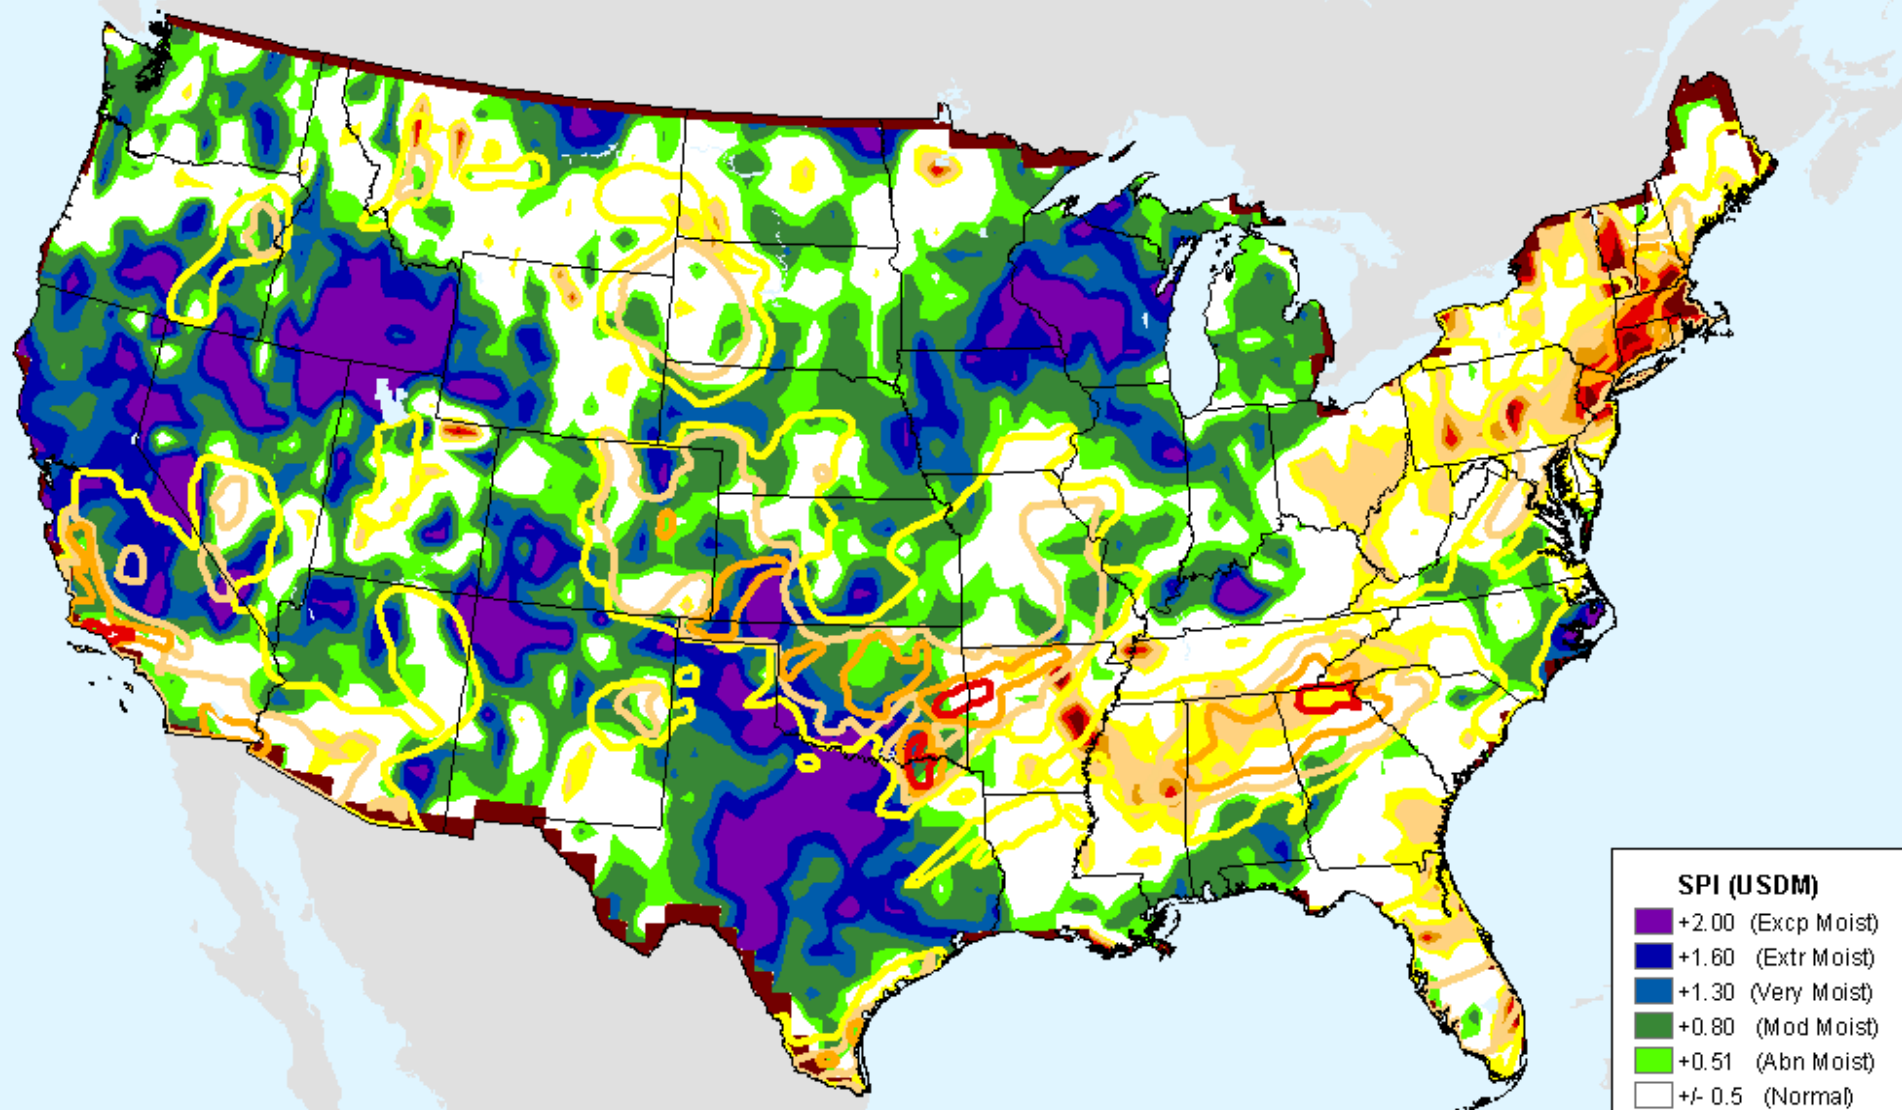 SPI (USDM)
+2.00 (Excp Moist)
+1.60 (Extr Moist)
+1.30 (Very Moist)
+0.80 (Mod Moist)
+0.51 (Abn Moist)
+/- 0.5 (Normal)